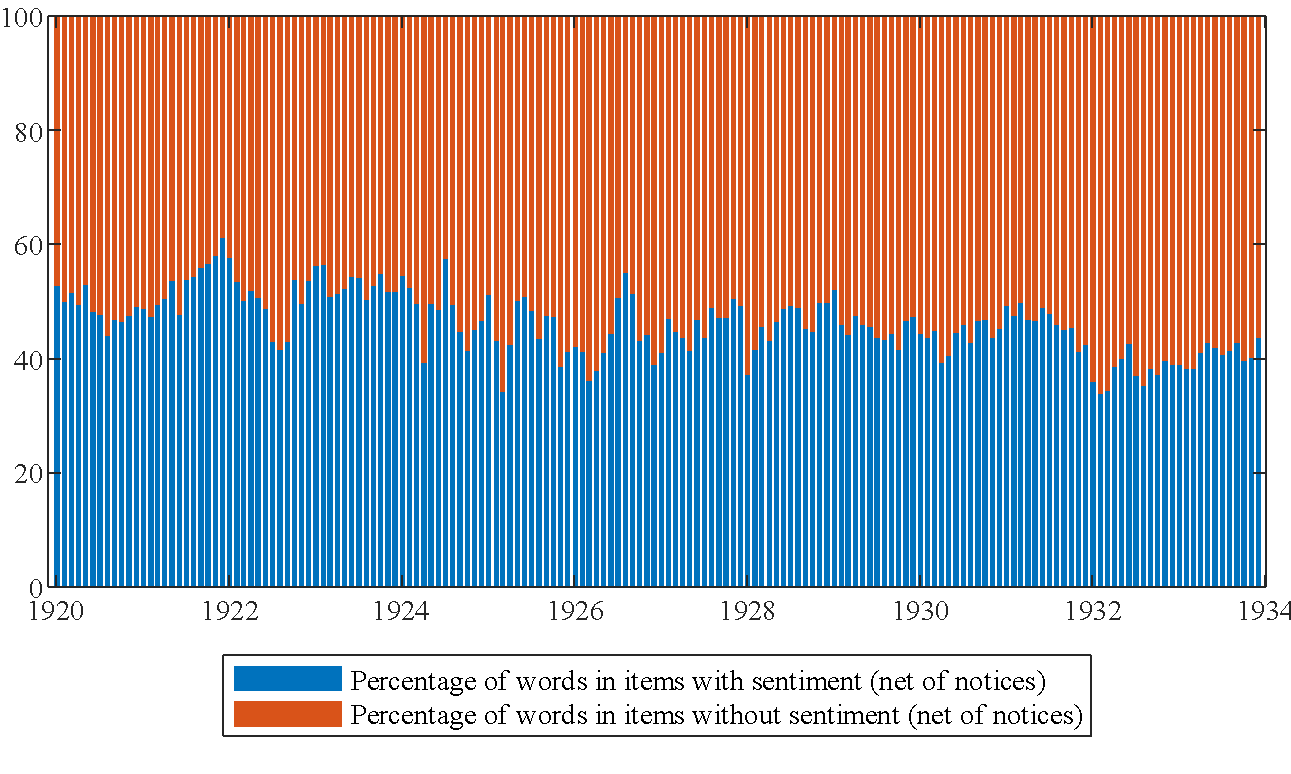 100
80
60
40
20
0
1920 1922 1924 1926 1928 1930 1932 1934
Percentage of words in items with sentiment (net of notices)
Percentage of words in items without sentiment (net of notices)